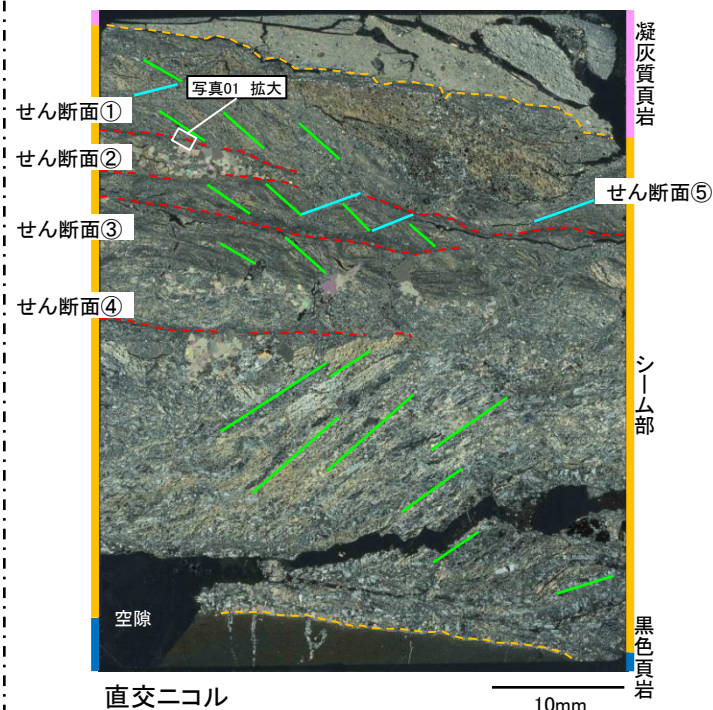 凝灰質頁岩
写真01 拡大
せん断面①
せん断面②
せん断面⑤
せん断面③
せん断面④
シーム部
空隙
黒色頁岩
直交ニコル
10mm